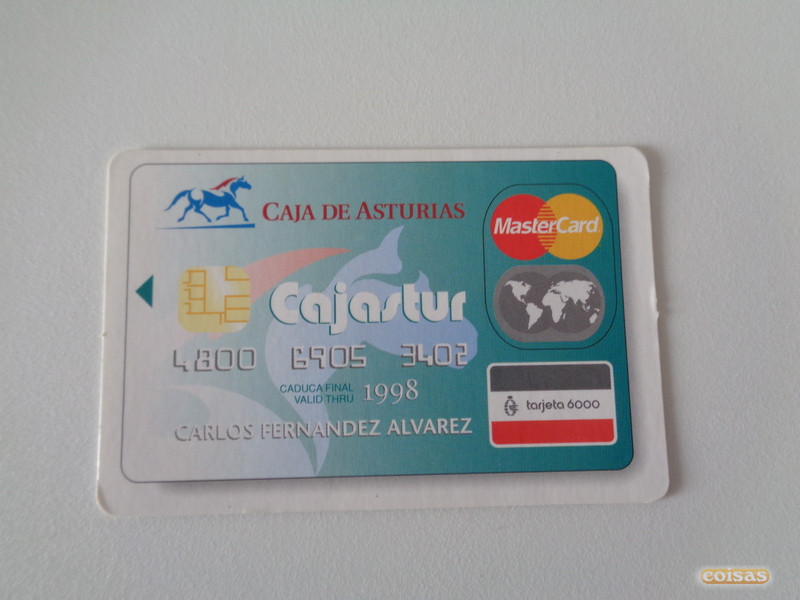 CAJA DE ASTURIAS
MasterCard
Cajastur
4800 6905 3402
CADUCA FINAL
VALID THRU 1998
tarjeta 6000
CARLOS FERNANDEZ ALVAREZ
coisas